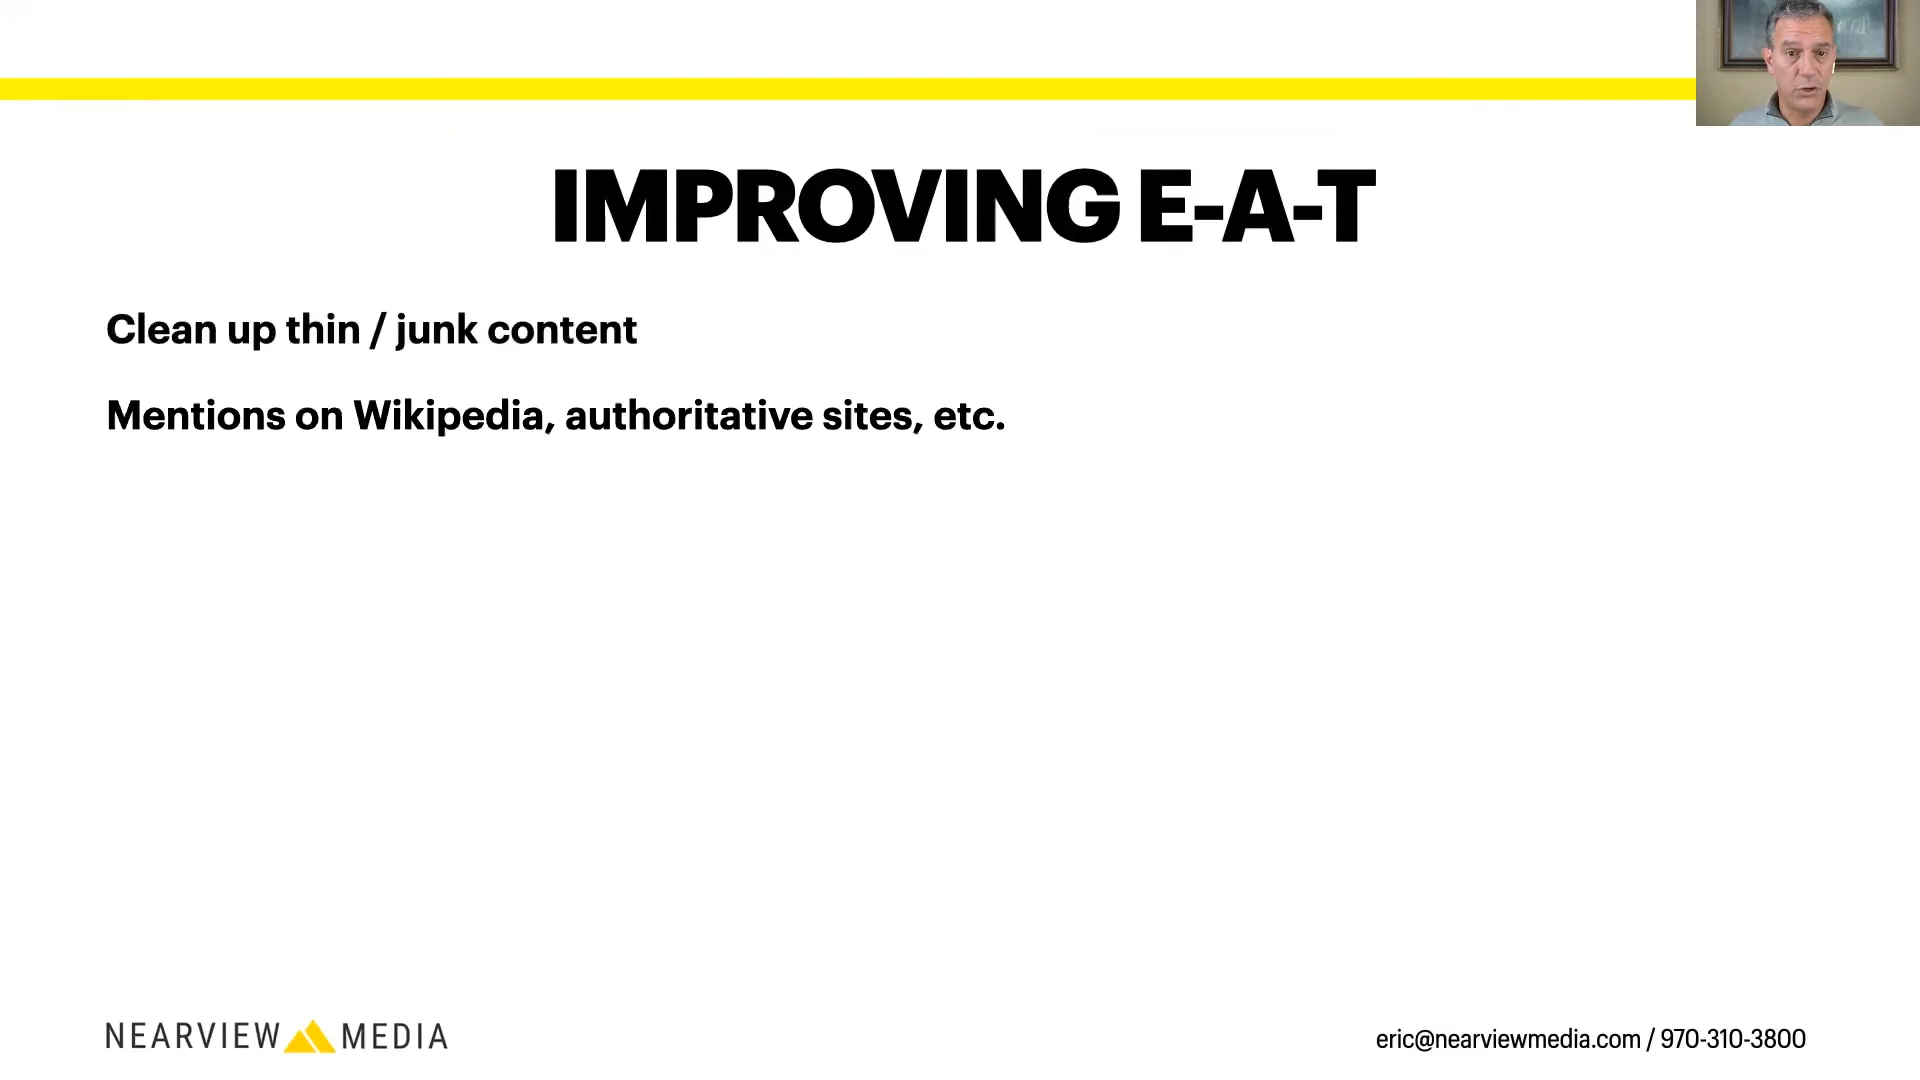 IMPROVING E-A-T
Clean up thin / junk content
Mentions on Wikipedia, authoritative sites, etc.
NEARVIEW MEDIA
eric@nearviewmedia.com / 970-310-3800